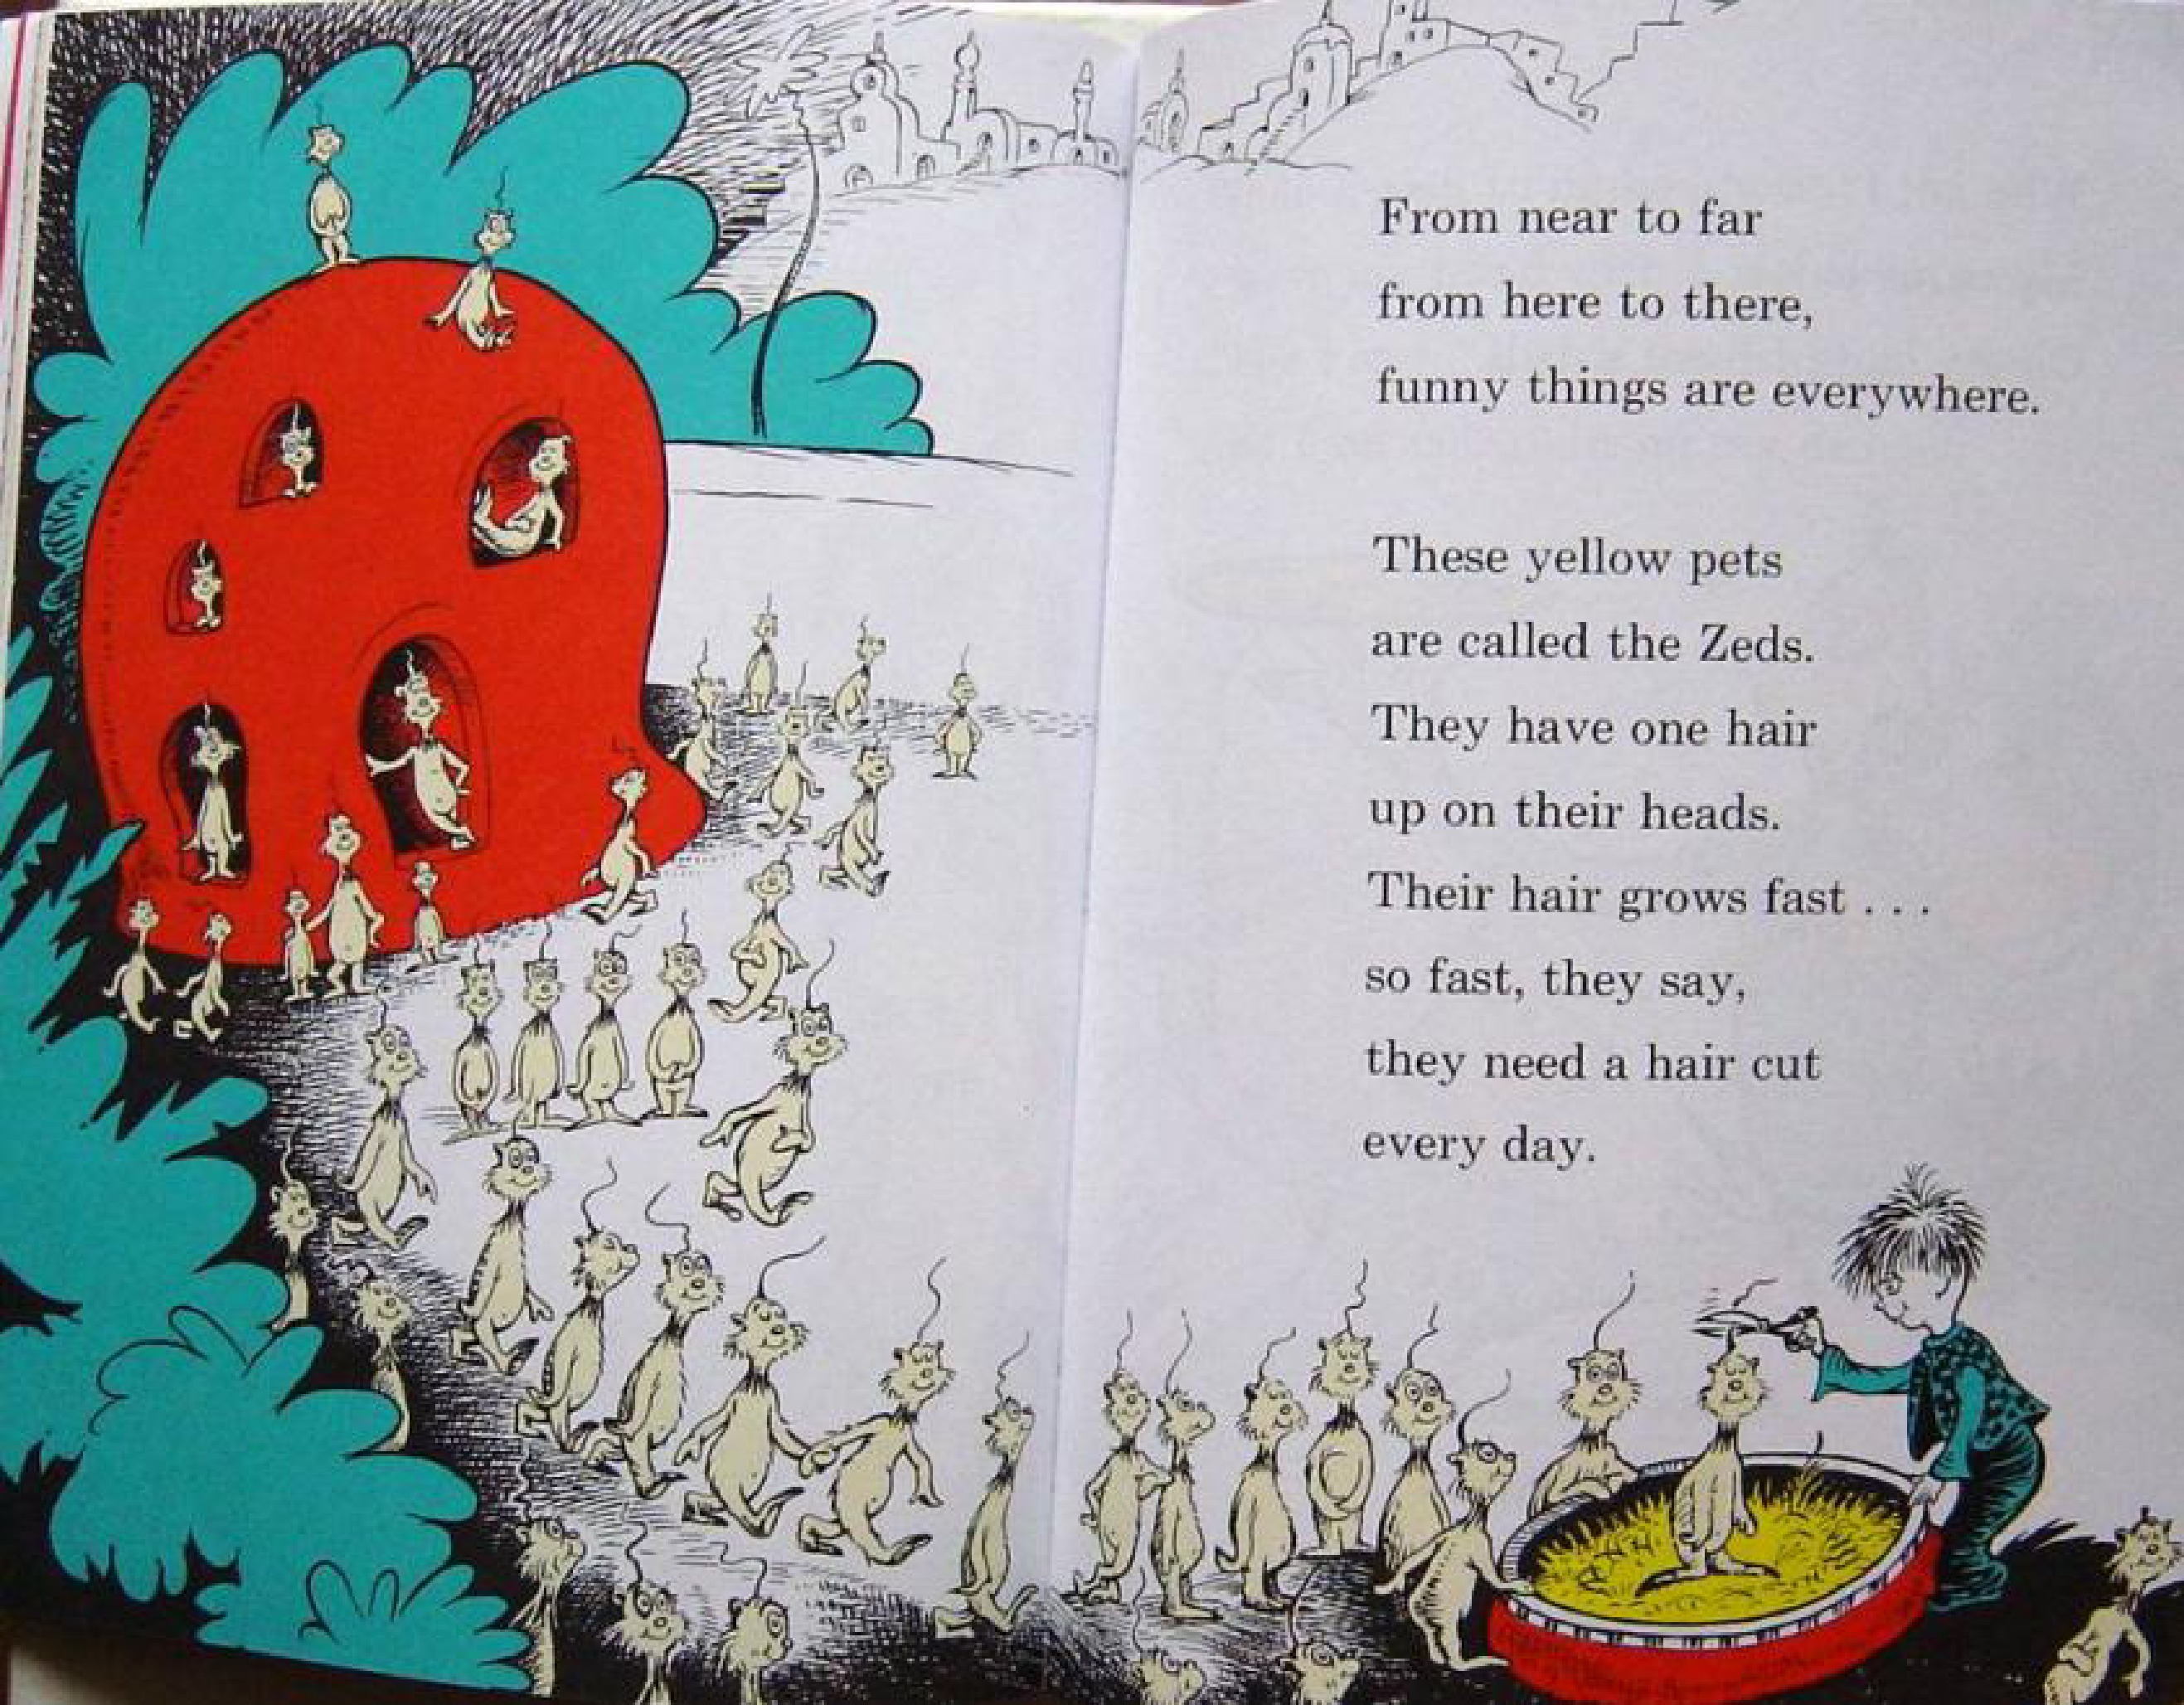 From near to far
from here to there,
funny things are everywhere.
These yellow pets
are called the Zeds.
They have one hair
up on their heads.
Their hair grows fast . . .
so fast, they say,
they need a hair cut
every day.